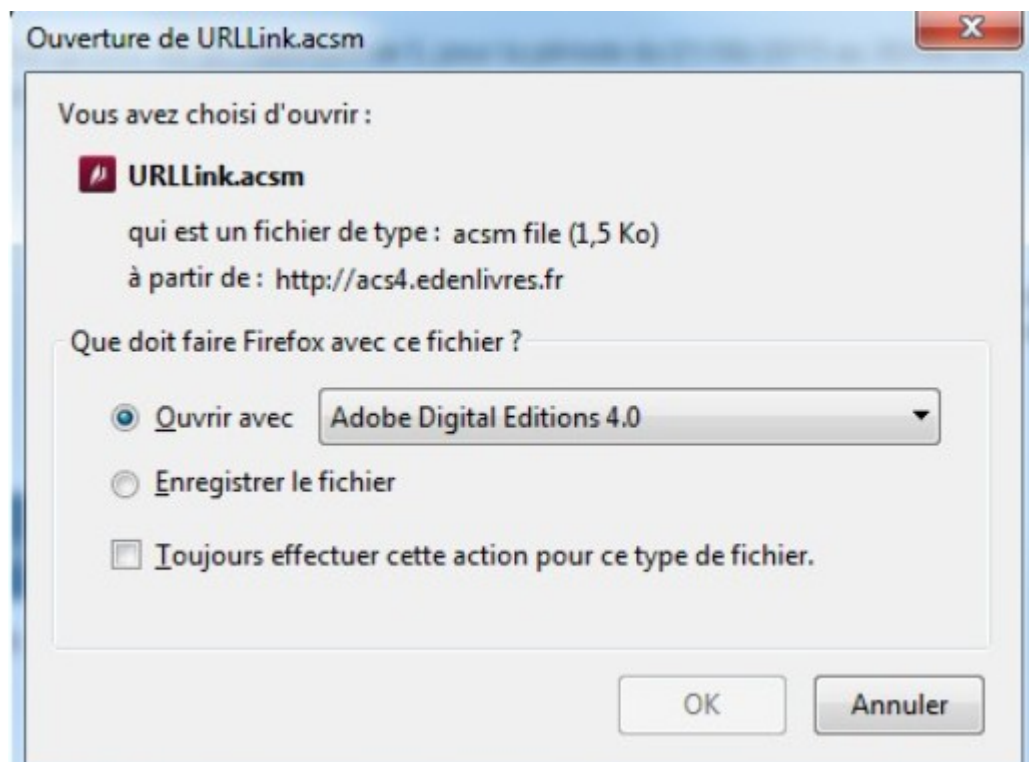 Ouverture de URLLink.acsm
Vous avez choisi d'ouvrir :
URLLink.acsm
qui est un fichier de type : acsm file (1,5 Ko)
à partir de : http://acs4.edenlivres.fr
Que doit faire Firefox avec ce fichier ?
Ouvrir avec Adobe Digital Editions 4.0
Enregistrer le fichier
Toujours effectuer cette action pour ce type de fichier.
OK Annuler